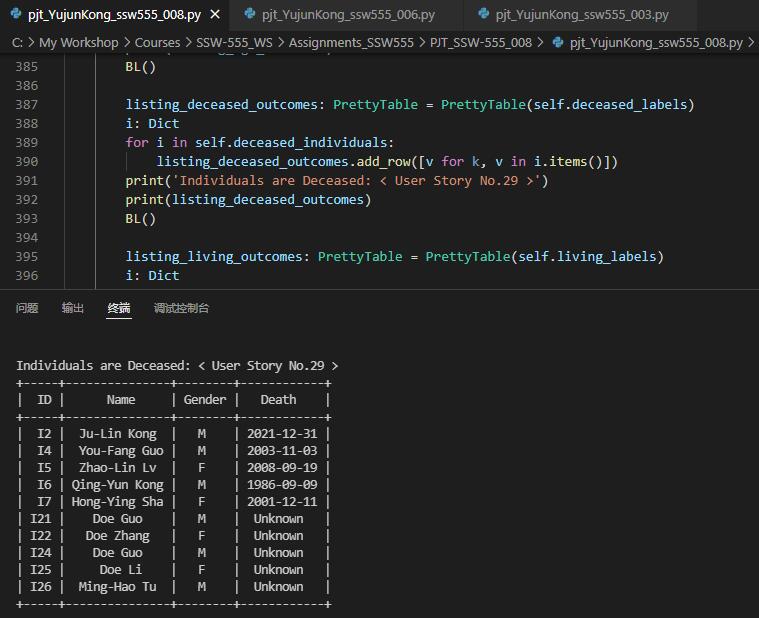 pjt_YujunKong_ssw555_008.py × pjt_YujunKong_ssw555_006.py pjt_YujunKong_ssw555_003.py
C: > My Workshop > Courses > SSW-555_WS > Assignments_SSW555 > PJT_SSW-555_008 > pjt_YujunKong_ssw555_008.py >
385 BL()
386
387 listing_deceased_outcomes: PrettyTable = PrettyTable(self.deceased_labels)
388 i: Dict
389 for i in self.deceased_individuals:
390 listing_deceased_outcomes.add_row([v for k, v in i.items()])
391 print('Individuals are Deceased: < User Story No.29 >')
392 print(listing_deceased_outcomes)
393 BL()
394
395 listing_living_outcomes: PrettyTable = PrettyTable(self.living_labels)
396 i: Dict
问题 输出 终端 调试控制台
Individuals are Deceased: < User Story No.29 >
+-----+---------------+--------+------------+
| ID | Name | Gender | Death |
+-----+---------------+--------+------------+
| I2 | Ju-Lin Kong | M | 2021-12-31 |
| I4 | You-Fang Guo | M | 2003-11-03 |
| I5 | Zhao-Lin Lv | F | 2008-09-19 |
| I6 | Qing-Yun Kong | M | 1986-09-09 |
| I7 | Hong-Ying Sha | F | 2001-12-11 |
| I21 | Doe Guo | M | Unknown |
| I22 | Doe Zhang | F | Unknown |
| I24 | Doe Guo | M | Unknown |
| I25 | Doe Li | F | Unknown |
| I26 | Ming-Hao Tu | M | Unknown |
+-----+---------------+--------+------------+